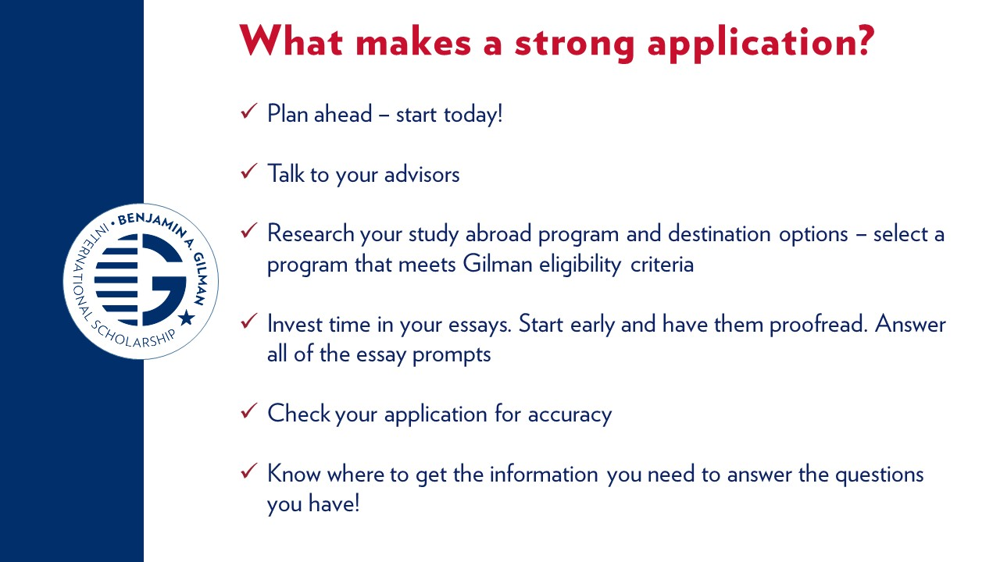 What makes a strong application?
✓ Plan ahead – start today!
✓ Talk to your advisors
✓ Research your study abroad program and destination options – select a
program that meets Gilman eligibility criteria
✓ Invest time in your essays. Start early and have them proofread. Answer
all of the essay prompts
✓ Check your application for accuracy
✓ Know where to get the information you need to answer the questions
you have!
• BENJAMIN A. GILMAN
INTERNATIONAL SCHOLARSHIP
G